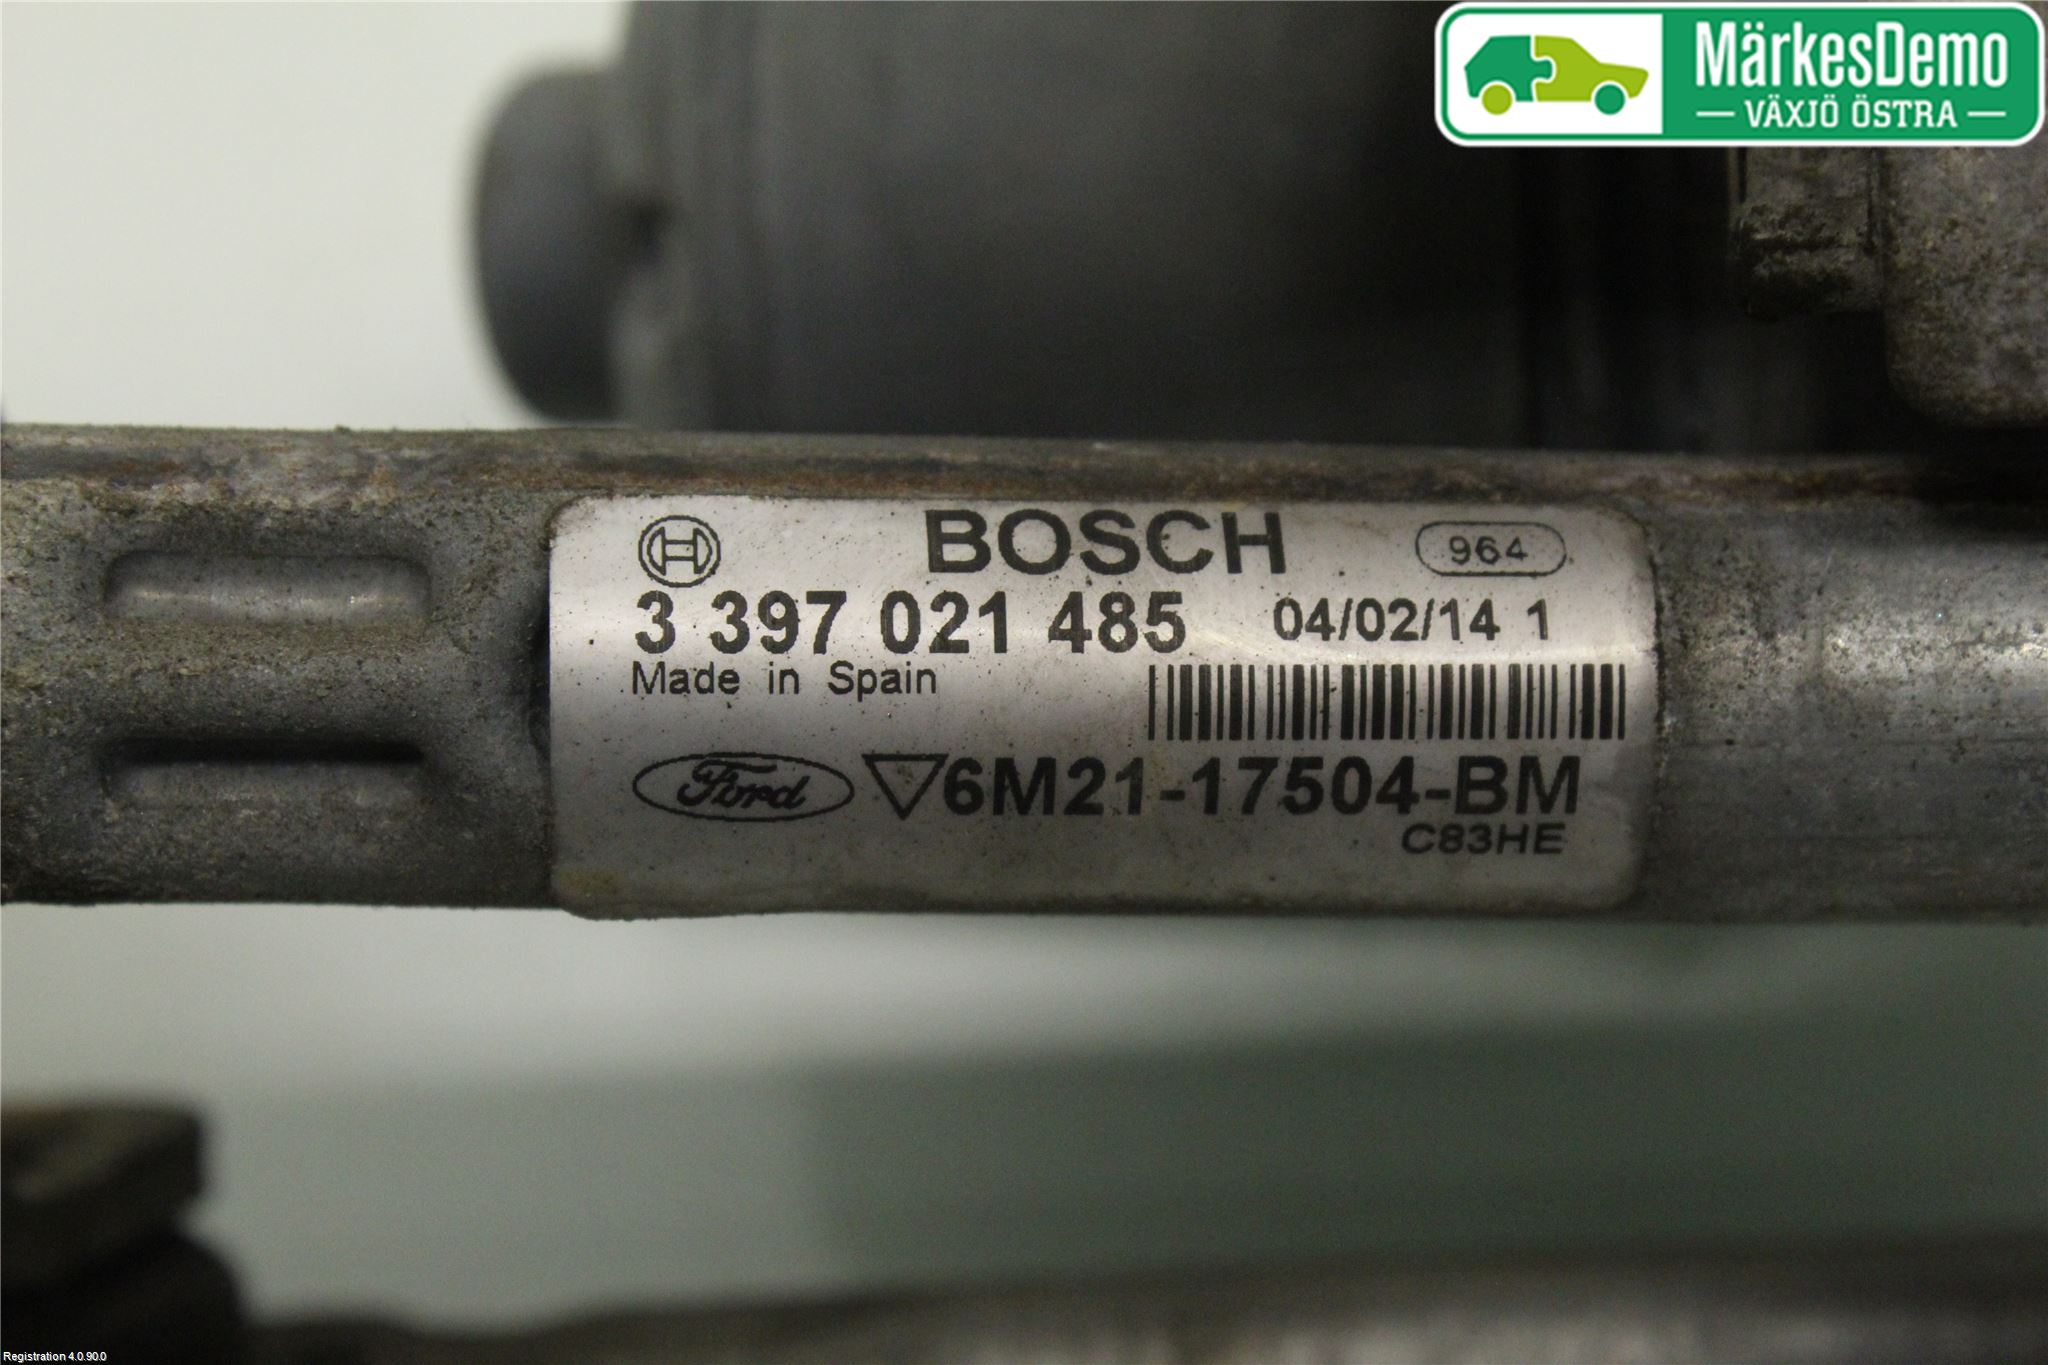 MärkesDemo
VÄXJÖ ÖSTRA
BOSCH 964
3 397 021 485 04/02/14 1
Made in Spain
Ford 6M21-17504-BM
C83HE
Registration 4.0.90.0